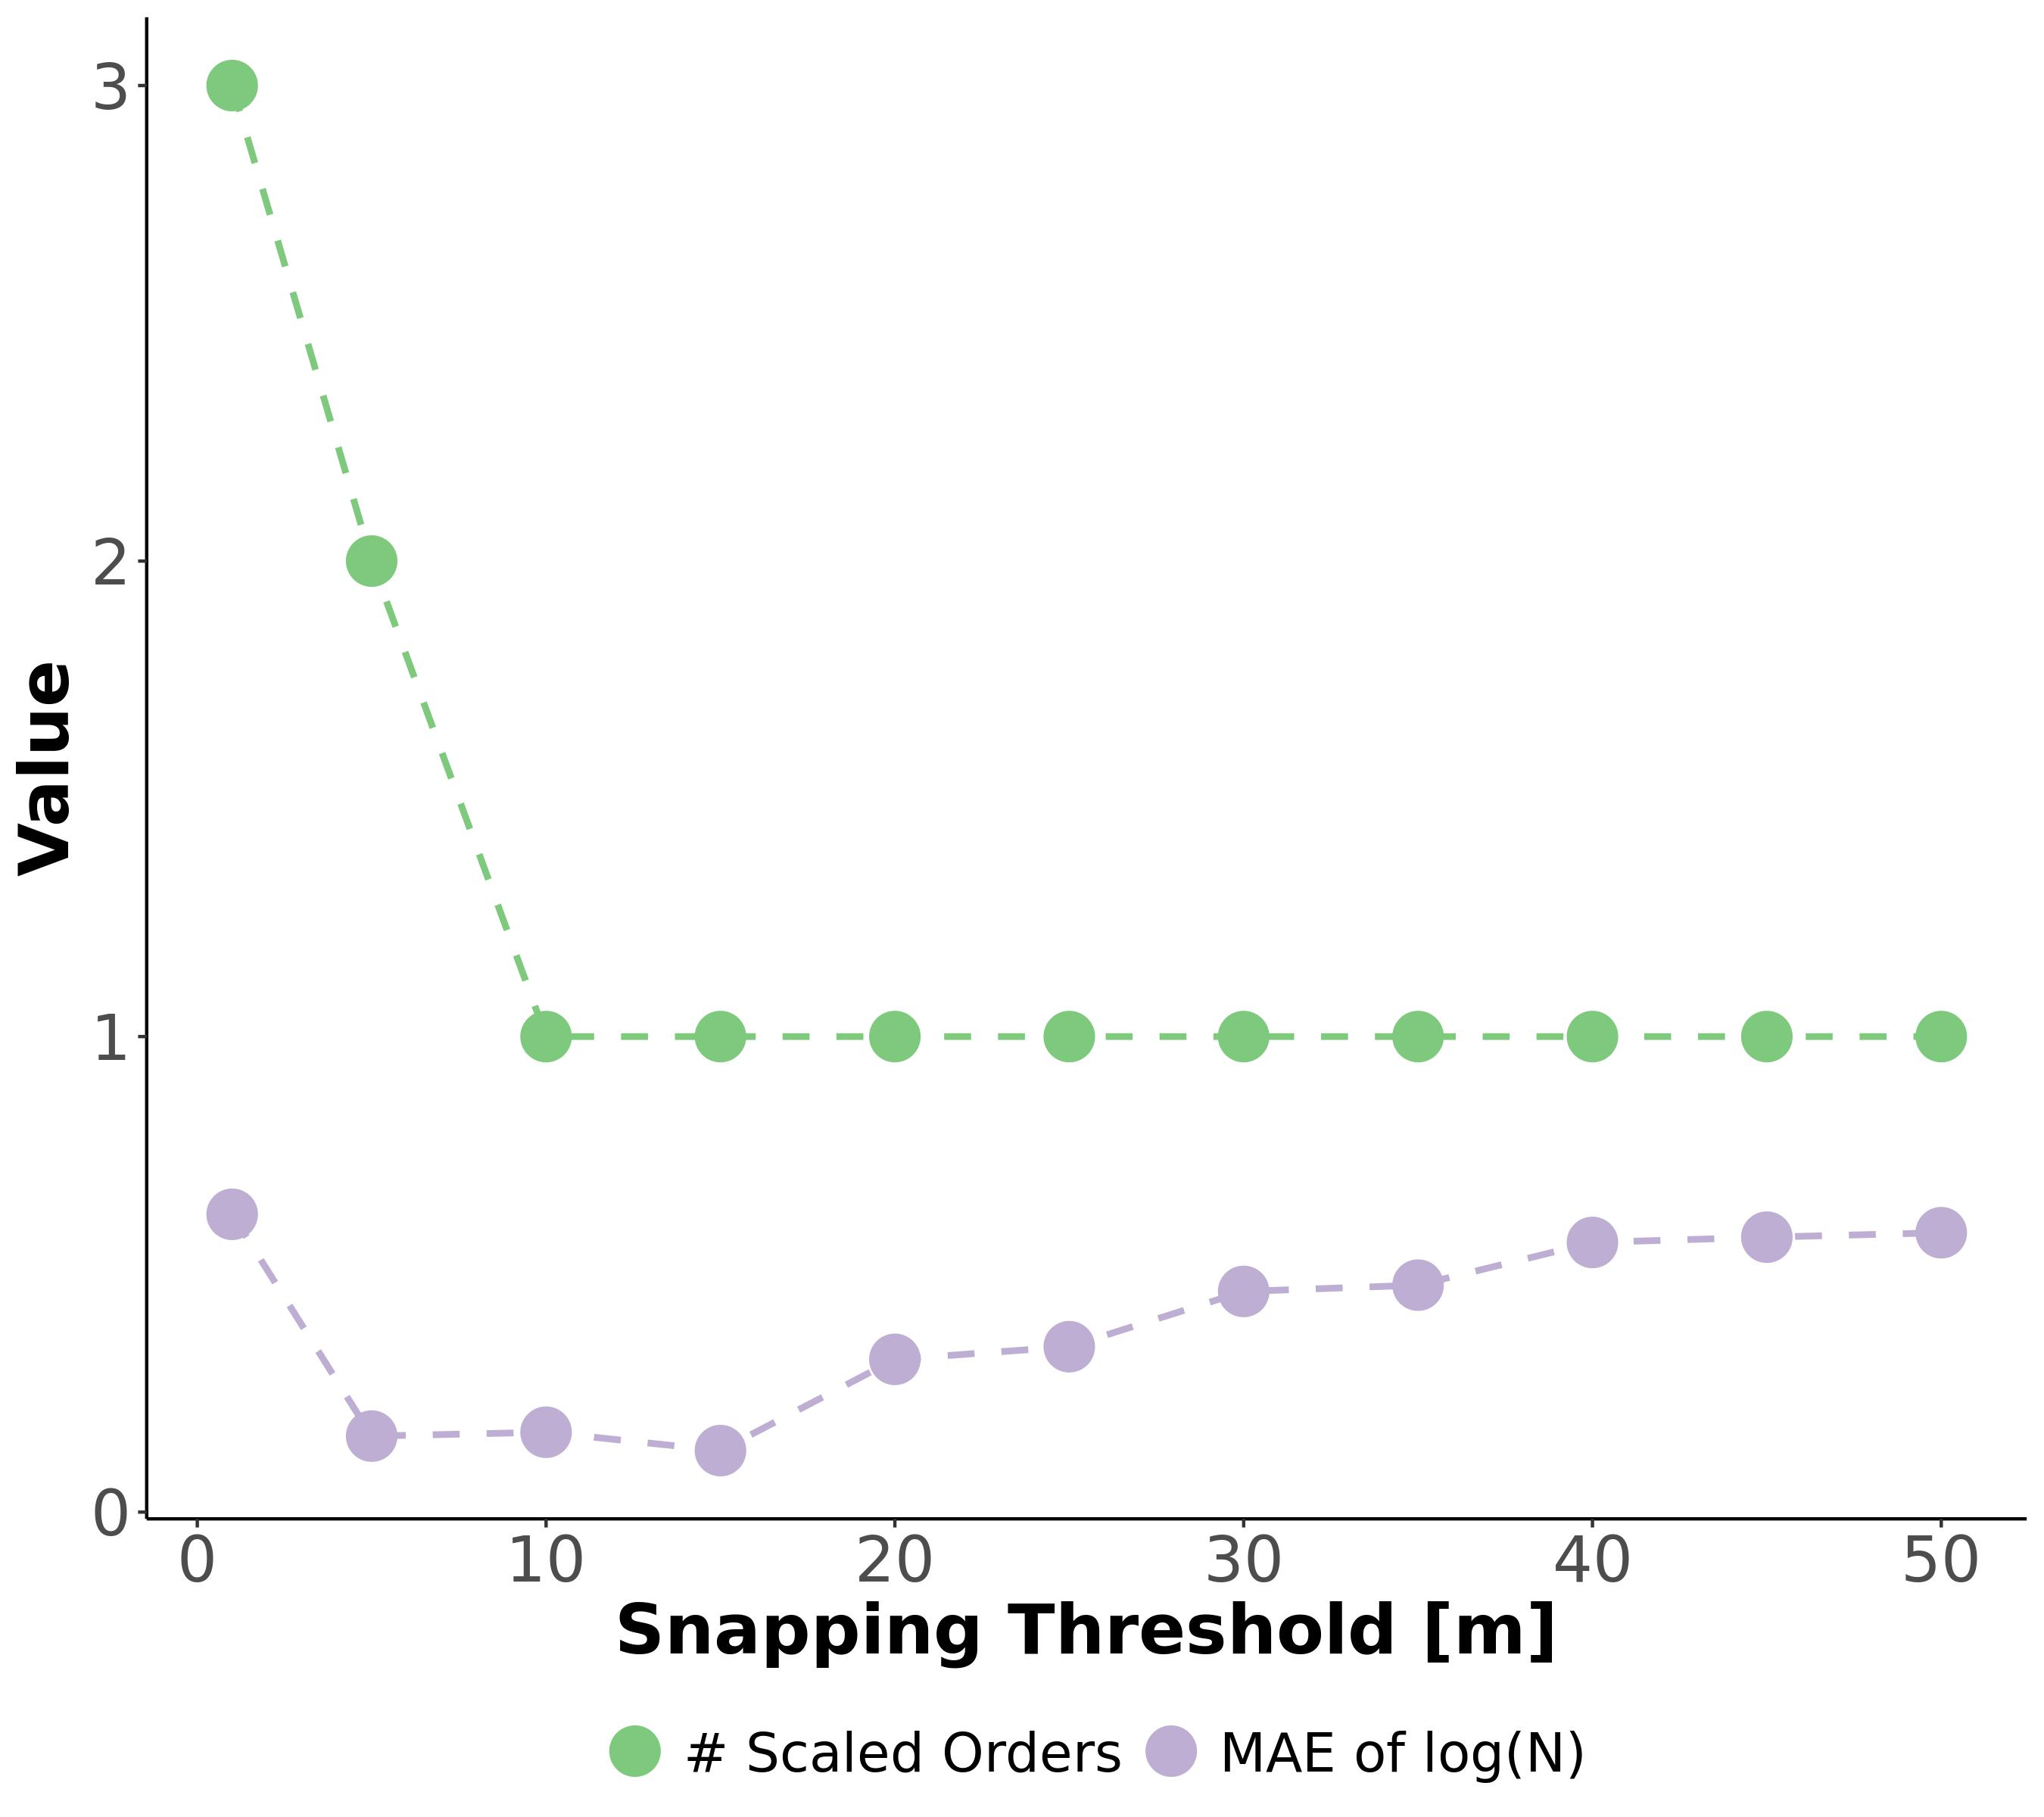 3
2
1
0
Value
0 10 20 30 40 50
Snapping Threshold [m]
# Scaled Orders MAE of log(N)